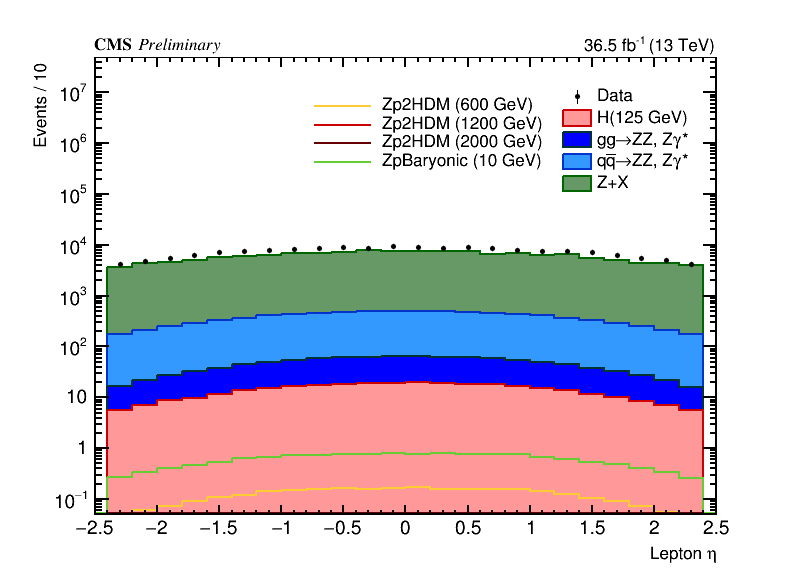 CMS Preliminary
36.5 fb⁻¹ (13 TeV)
Events / 10
Zp2HDM (600 GeV)
Zp2HDM (1200 GeV)
Zp2HDM (2000 GeV)
ZpBaryonic (10 GeV)
Data
H(125 GeV)
gg→ZZ, Zγ*
qq̅→ZZ, Zγ*
Z+X
10⁷
10⁶
10⁵
10⁴
10³
10²
10
1
10⁻¹
−2.5 −2 −1.5 −1 −0.5 0 0.5 1 1.5 2 2.5
Lepton η